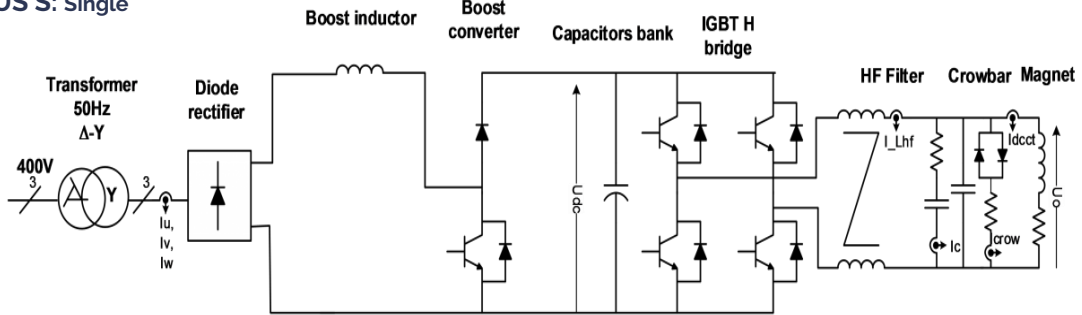 US S: Single
Boost inductor
Boost
converter
Capacitors bank
IGBT H
bridge
Transformer
50Hz
Δ-Y
Diode
rectifier
HF Filter
Crowbar
Magnet
400V
3
Δ
Y
3
Iu,
Iv,
Iw
Udc
I_Lhf
Idcct
Ic
Icrow
Uo